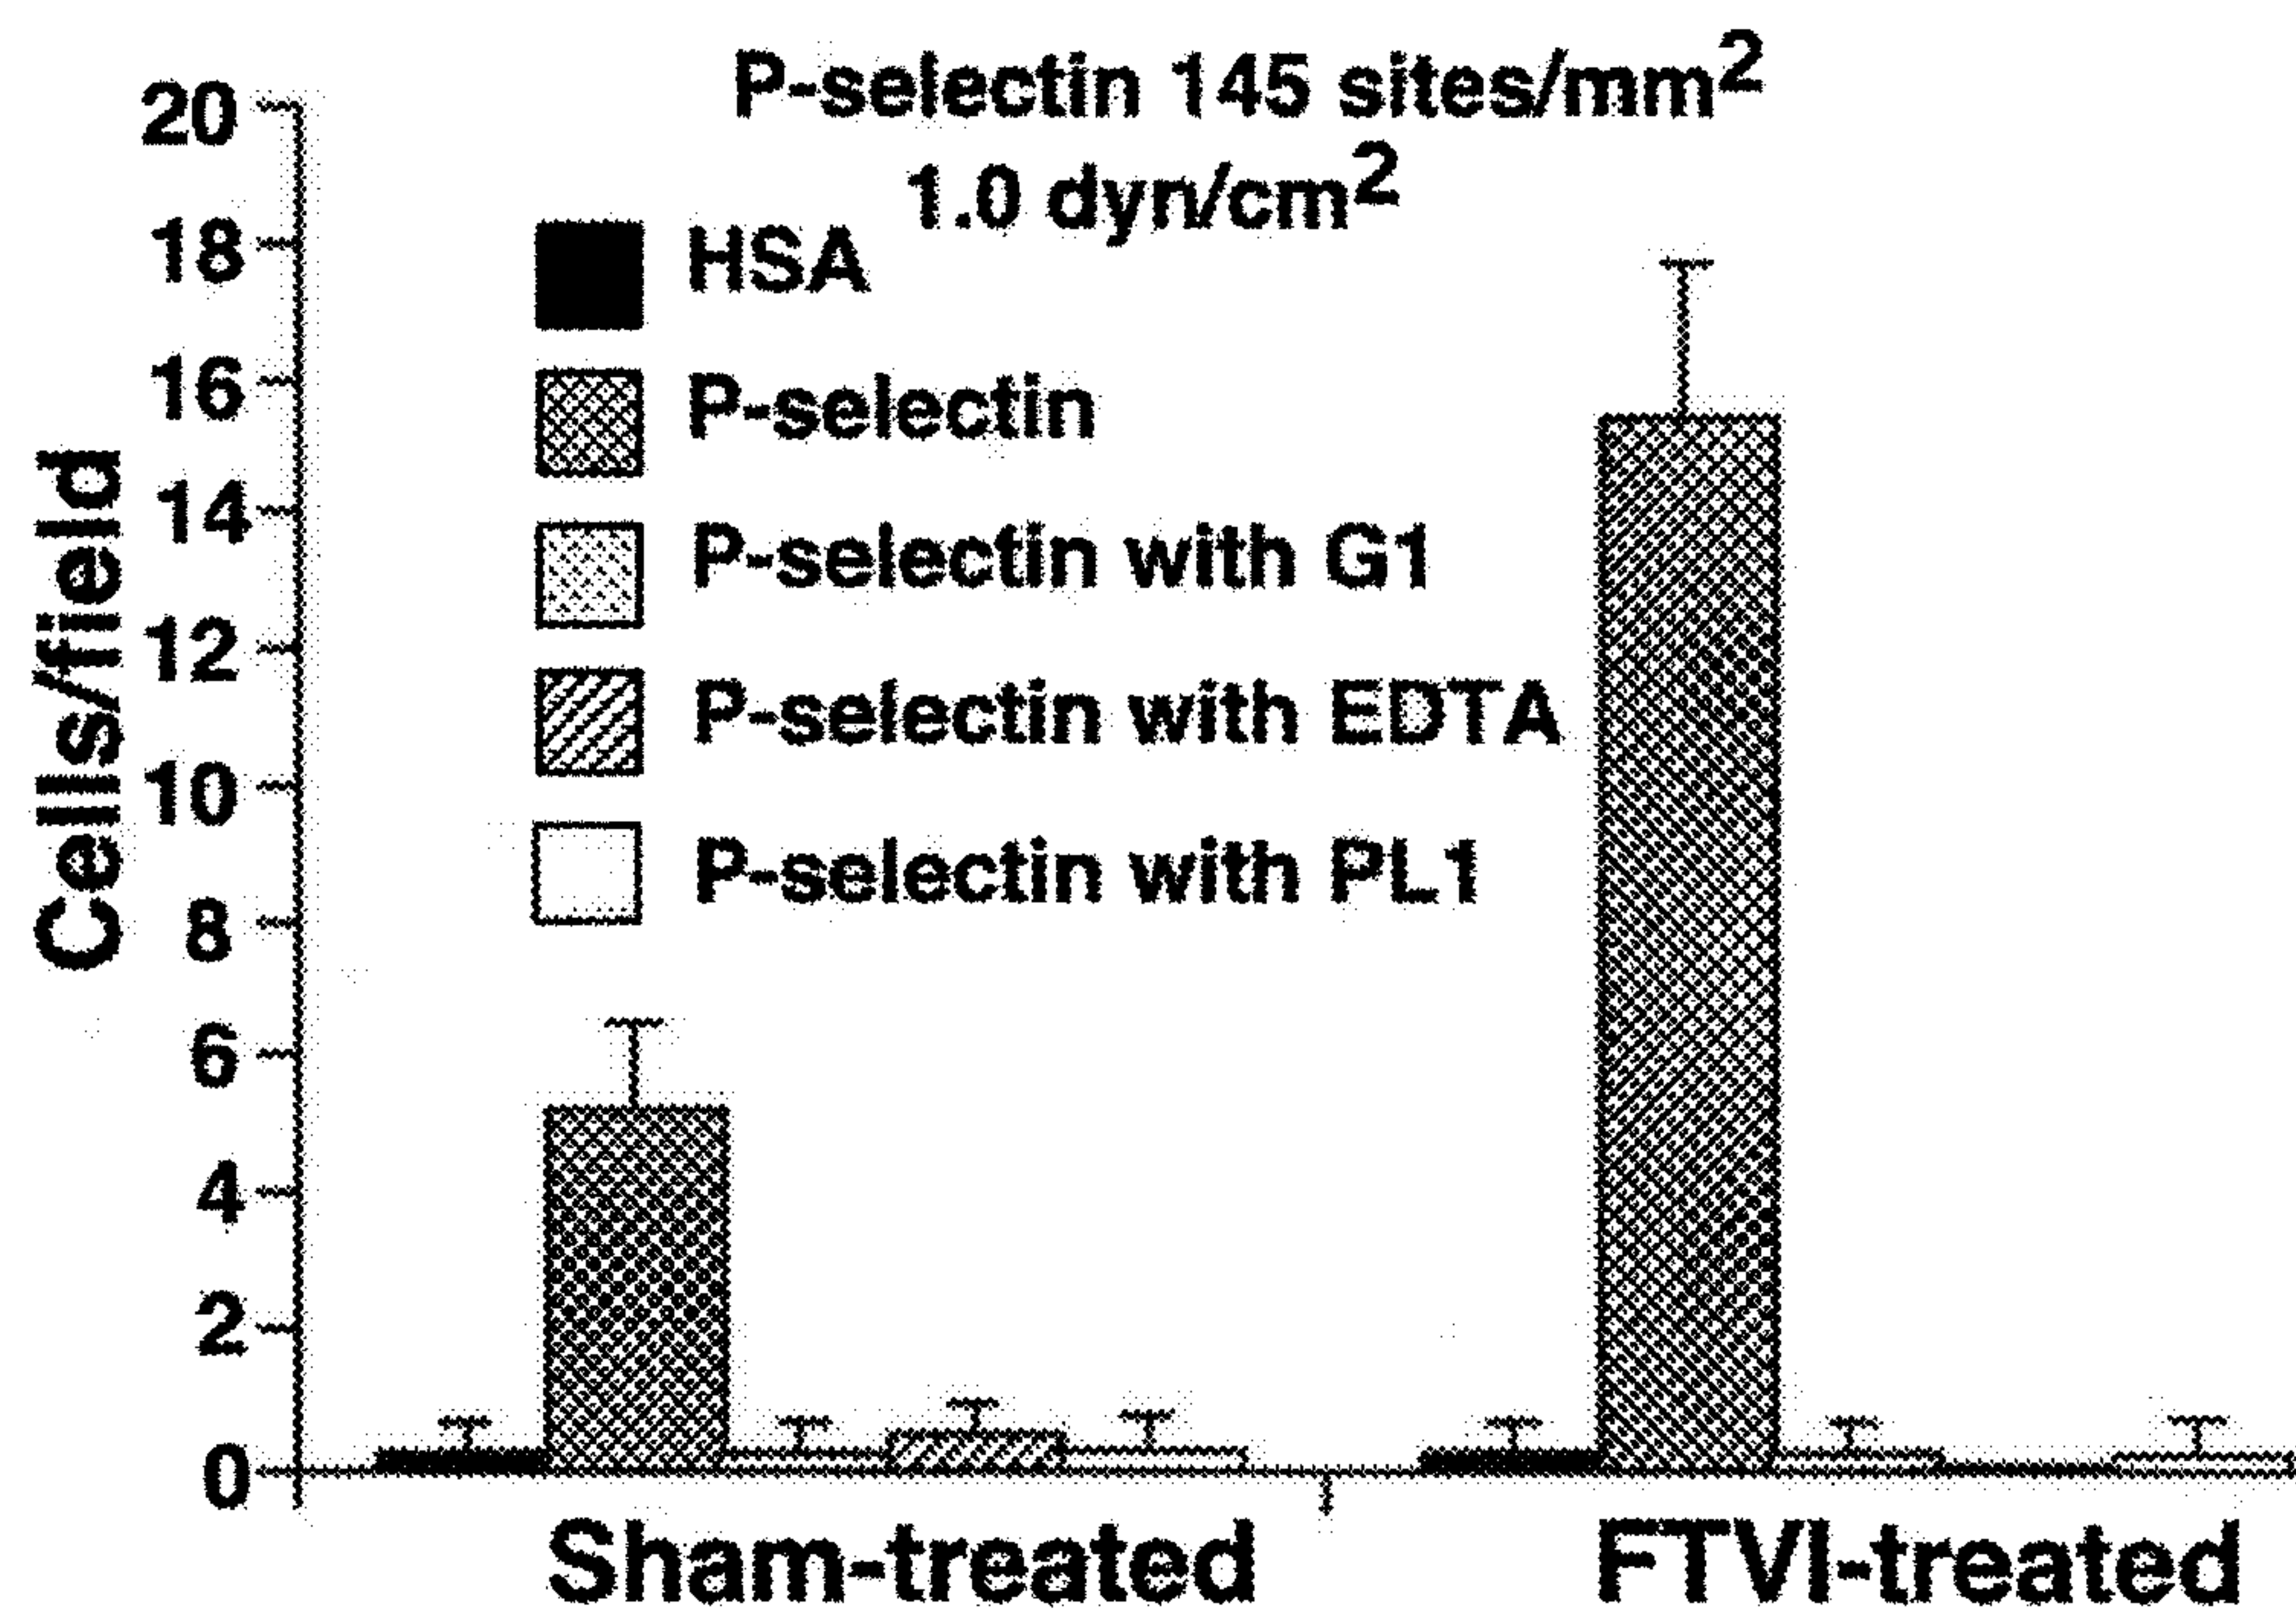 P-selectin 145 sites/mm²
1.0 dyn/cm²
HSA
P-selectin
P-selectin with G1
P-selectin with EDTA
P-selectin with PL1
Cells/field
20
18
16
14
12
10
8
6
4
2
0
Sham-treated
FTVI-treated